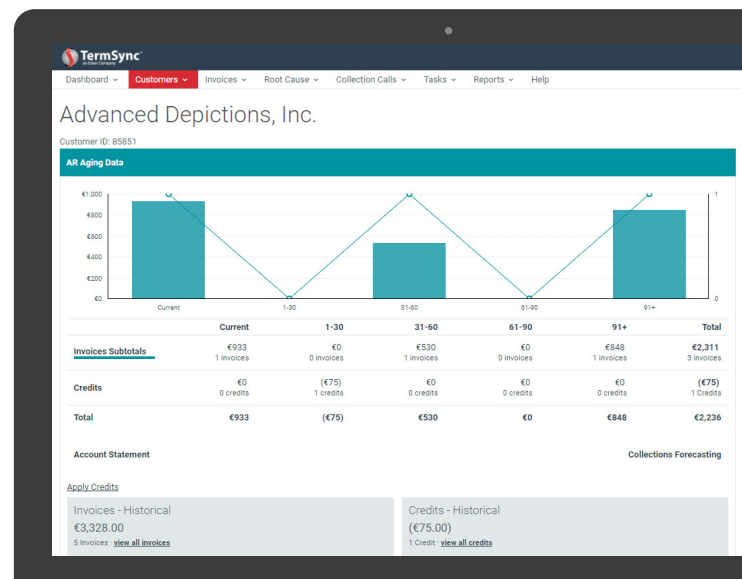 TermSync
an Esker Company
Dashboard Customers Invoices Root Cause Collection Calls Tasks Reports Help
Advanced Depictions, Inc.
Customer ID: 85851
AR Aging Data
€1,000 1
€800
€600
€400
€200
€0 0
Current 1-30 31-60 61-90 91+
Current 1-30 31-60 61-90 91+ Total
Invoices Subtotals €933 €0 €530 €0 €848 €2,311
1 invoices 0 invoices 1 invoices 0 invoices 1 invoices 3 invoices
Credits €0 (€75) €0 €0 €0 (€75)
0 credits 1 credits 0 credits 0 credits 0 credits 1 Credits
Total €933 (€75) €530 €0 €848 €2,236
Account Statement Collections Forecasting
Apply Credits
Invoices - Historical Credits - Historical
€3,328.00 (€75.00)
5 Invoices · view all invoices 1 Credit · view all credits